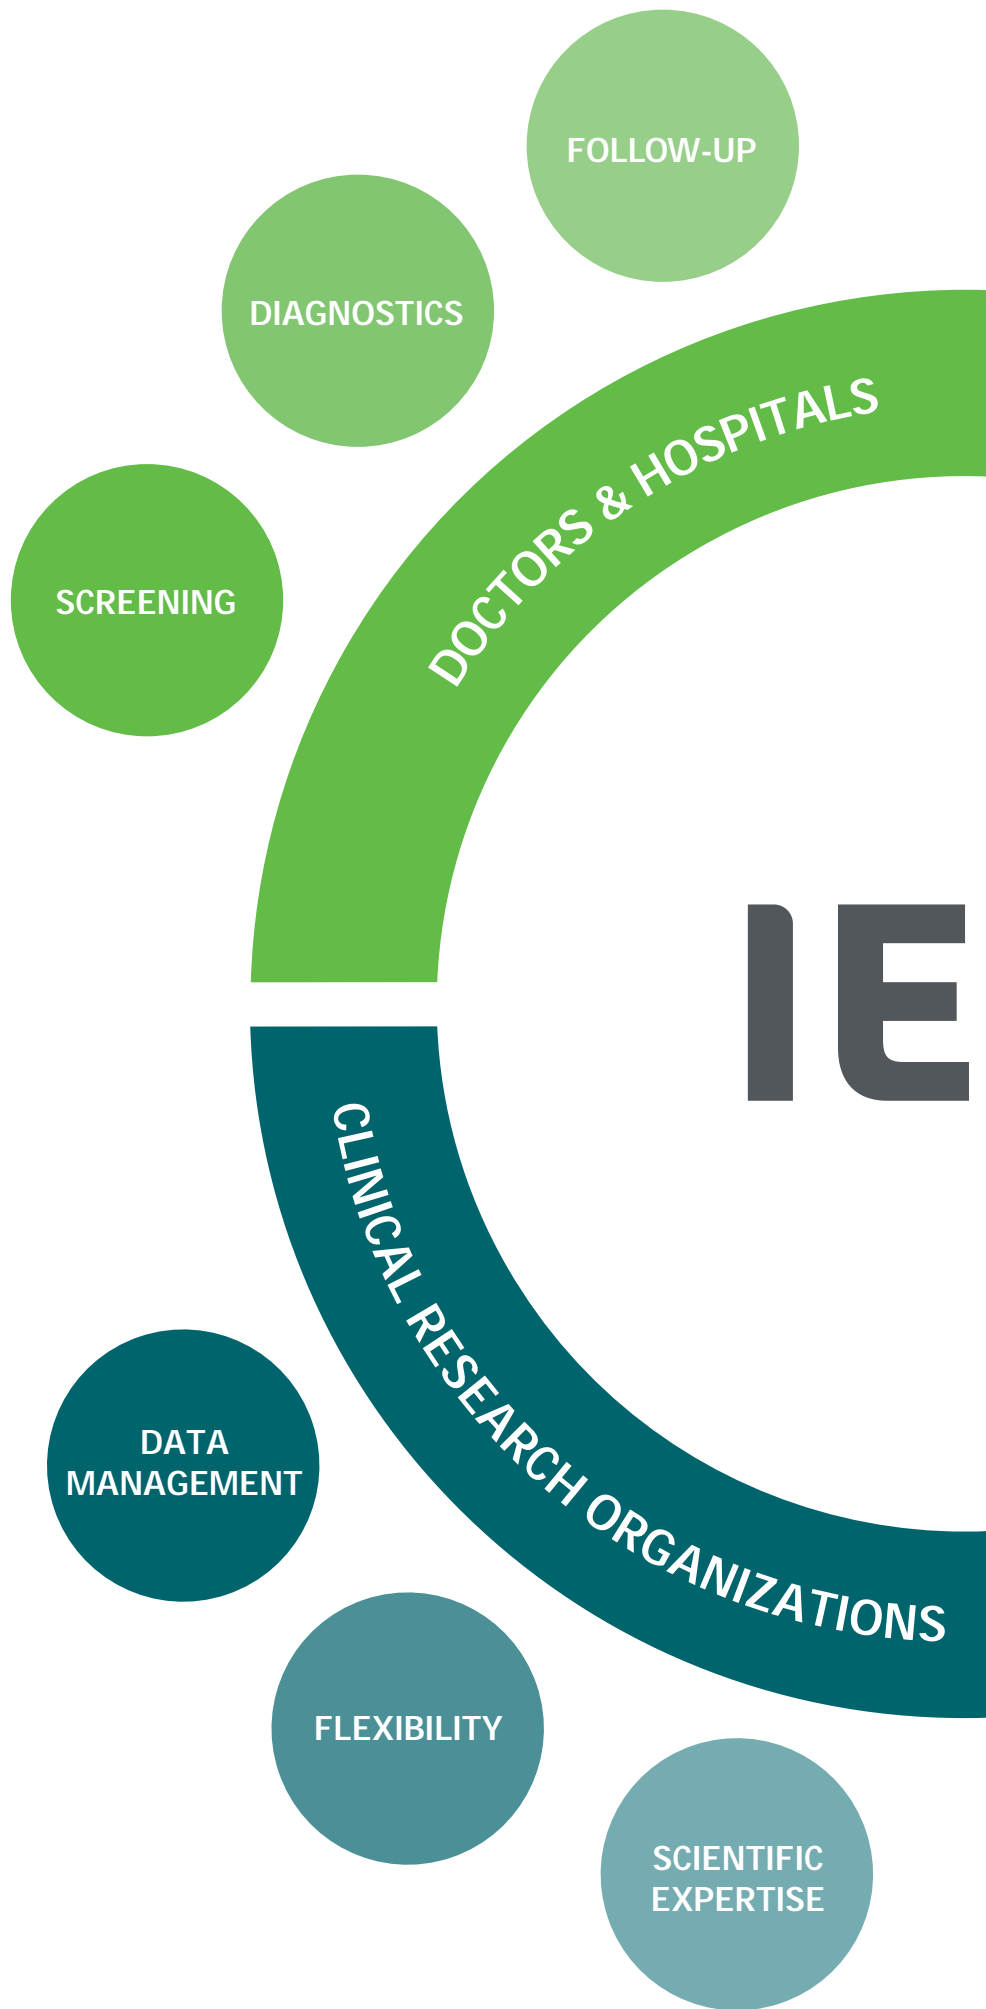 FOLLOW-UP
DIAGNOSTICS
DOCTORS & HOSPITALS
SCREENING
IE
CLINICAL RESEARCH ORGANIZATIONS
DATA
MANAGEMENT
FLEXIBILITY
SCIENTIFIC
EXPERTISE